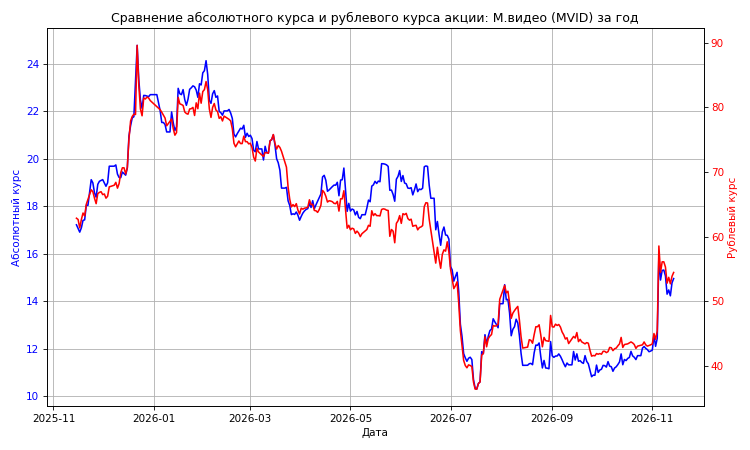 Сравнение абсолютного курса и рублевого курса акции: М.видео (MVID) за год
Абсолютный курс
24
22
20
18
16
14
12
10
90
80
70
60
50
40
Рублевый курс
2025-11 2026-01 2026-03 2026-05 2026-07 2026-09 2026-11
Дата